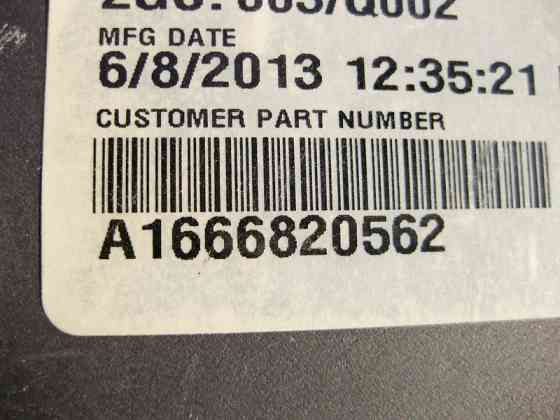 MFG DATE
6/8/2013 12:35:21
CUSTOMER PART NUMBER
A1666820562